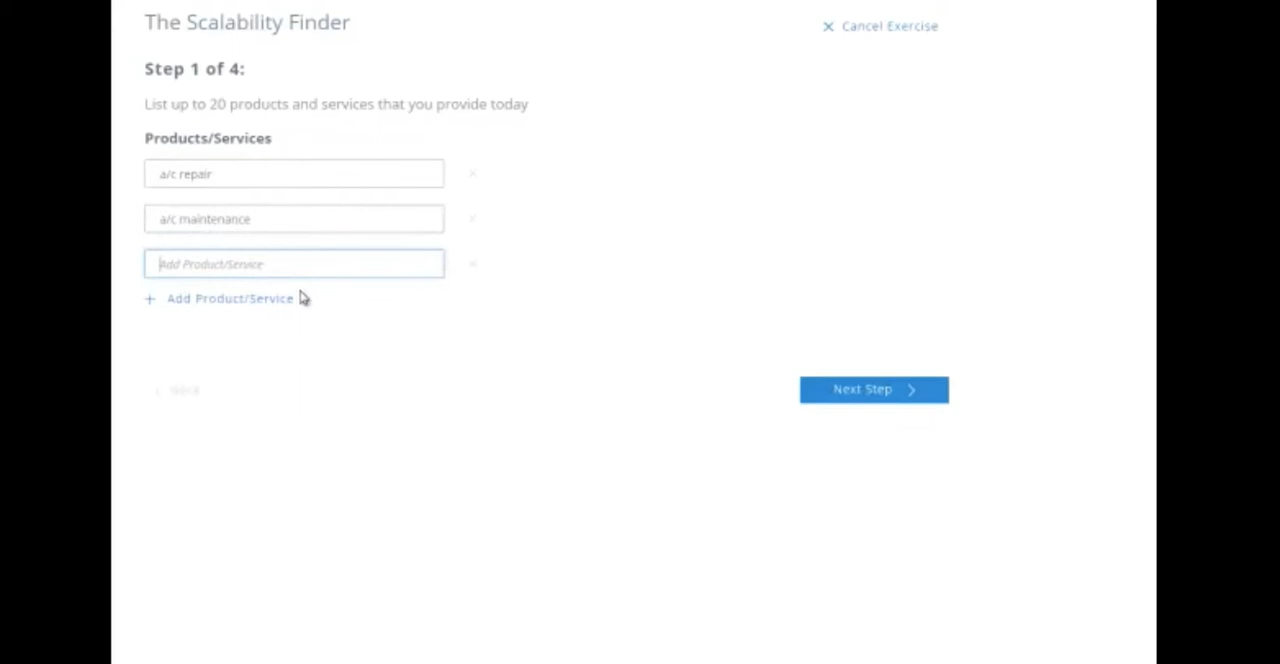 The Scalability Finder
× Cancel Exercise
Step 1 of 4:
List up to 20 products and services that you provide today
Products/Services
a/c repair
a/c maintenance
Add Product/Service
+ Add Product/Service
Next Step >